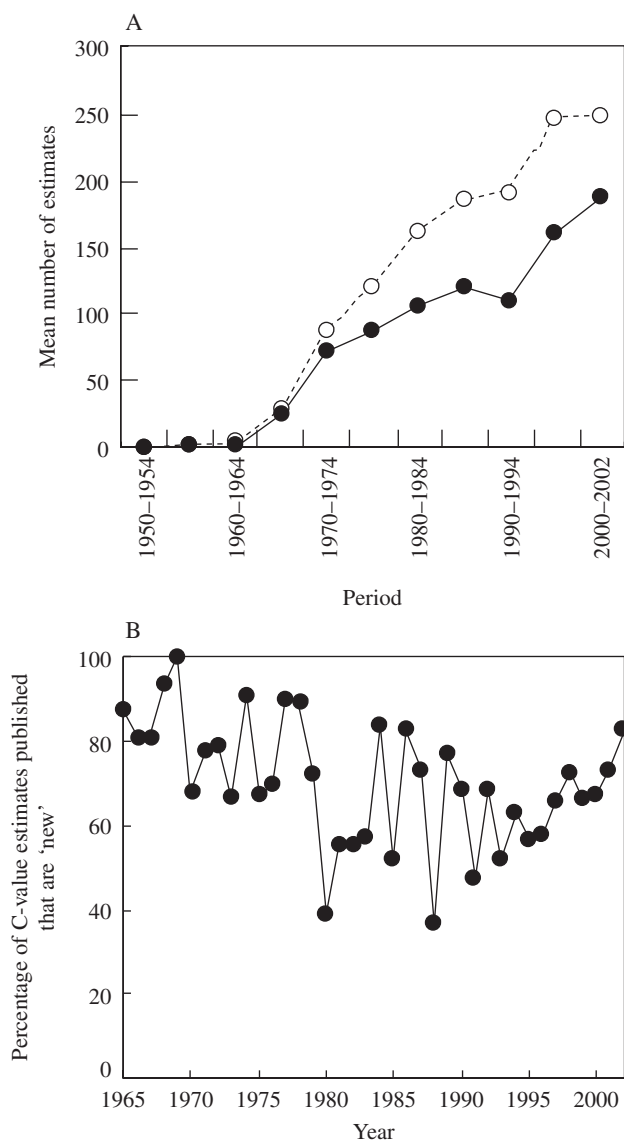 A
300
250
200
150
100
50
0
Mean number of estimates
1950–1954
1960–1964
1970–1974
1980–1984
1990–1994
2000–2002
Period
B
100
80
60
40
20
0
Percentage of C-value estimates published
that are ‘new’
1965 1970 1975 1980 1985 1990 1995 2000
Year